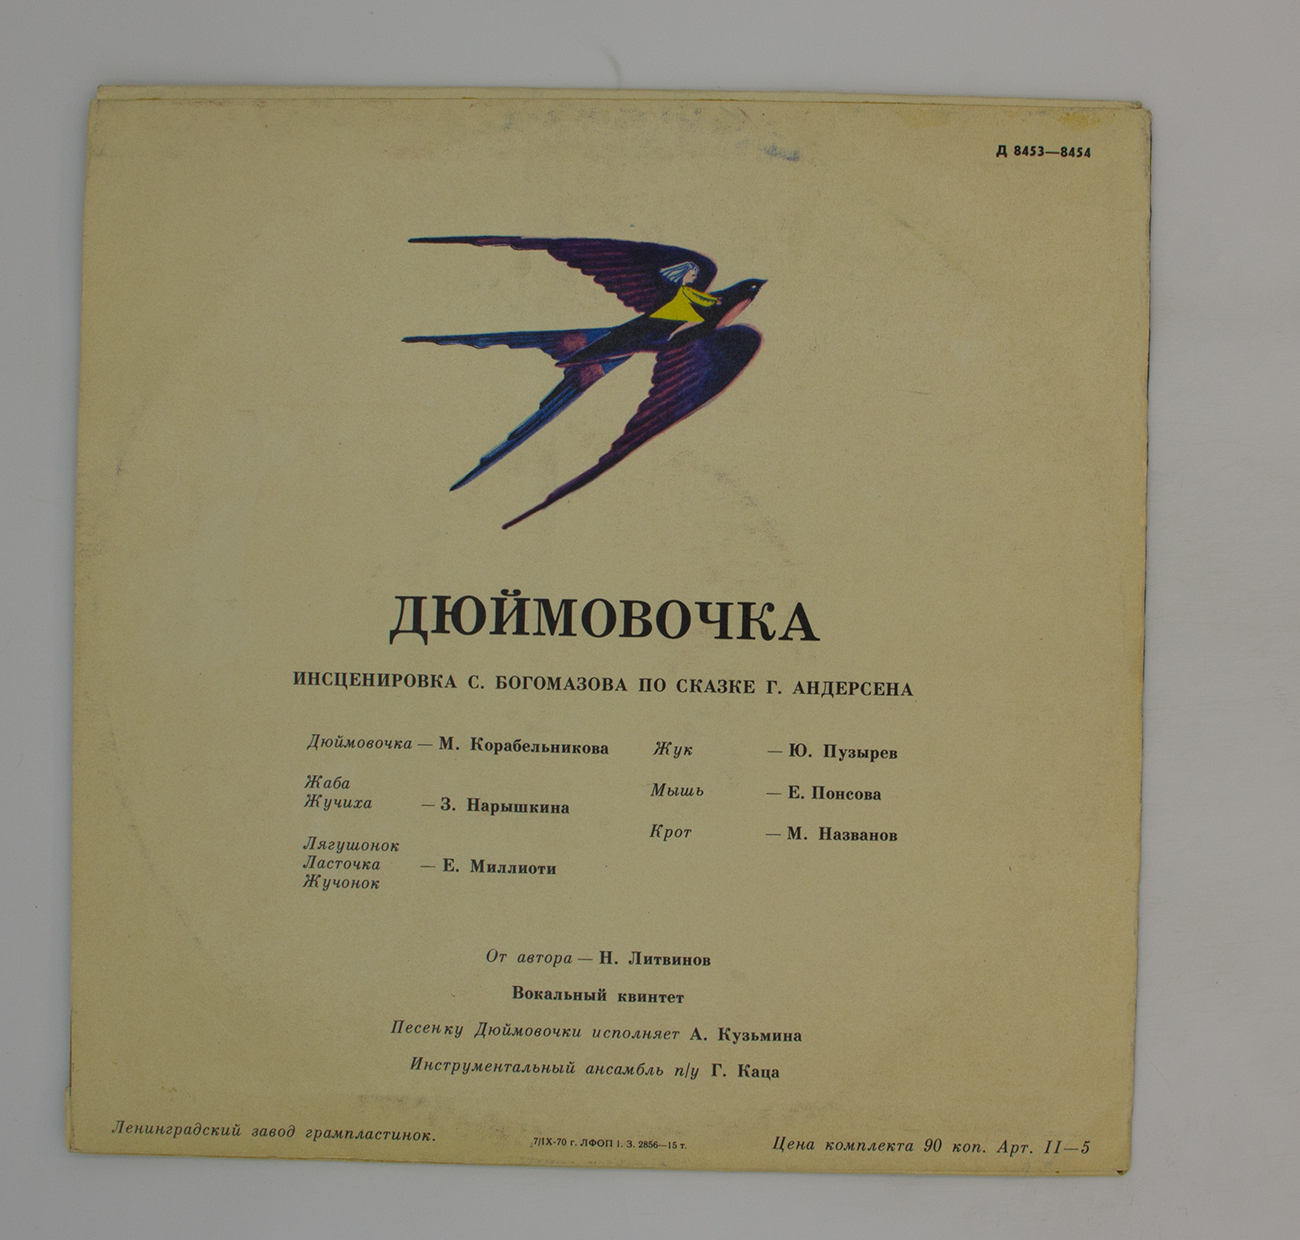 Д 8453—8454
ДЮЙМОВОЧКА
ИНСЦЕНИРОВКА С. БОГОМАЗОВА ПО СКАЗКЕ Г. АНДЕРСЕНА
Дюймовочка — М. Корабельникова
Жаба
Жучиха — З. Нарышкина
Лягушонок
Ласточка — Е. Миллиоти
Жучонок
Жук — Ю. Пузырев
Мышь — Е. Понсова
Крот — М. Названов
От автора — Н. Литвинов
Вокальный квинтет
Песенку Дюймовочки исполняет А. Кузьмина
Инструментальный ансамбль п/у Г. Каца
Ленинградский завод грампластинок.
7/IX-70 г. ЛФОП 1. З. 2856—15 т.
Цена комплекта 90 коп. Арт. II—5